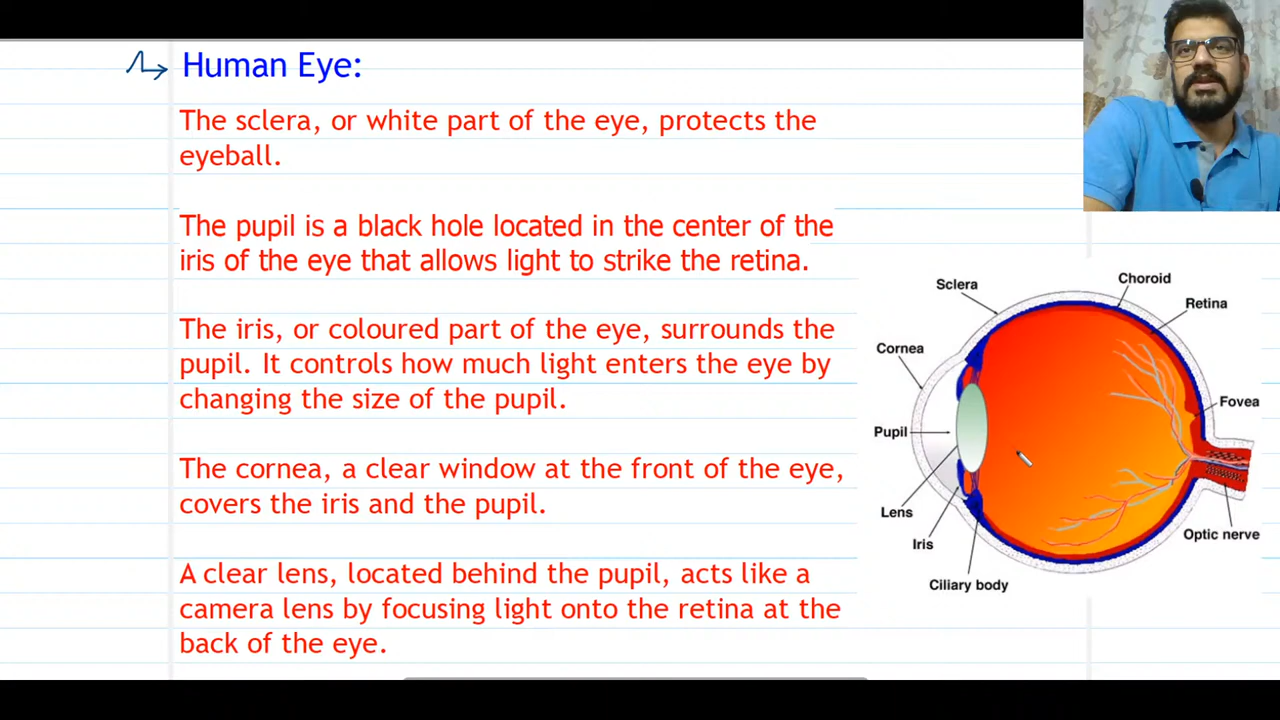 Human Eye:
The sclera, or white part of the eye, protects the
eyeball.
The pupil is a black hole located in the center of the
iris of the eye that allows light to strike the retina.
The iris, or coloured part of the eye, surrounds the
pupil. It controls how much light enters the eye by
changing the size of the pupil.
The cornea, a clear window at the front of the eye,
covers the iris and the pupil.
A clear lens, located behind the pupil, acts like a
camera lens by focusing light onto the retina at the
back of the eye.
Sclera
Choroid
Retina
Cornea
Fovea
Pupil
Lens
Iris
Optic nerve
Ciliary body